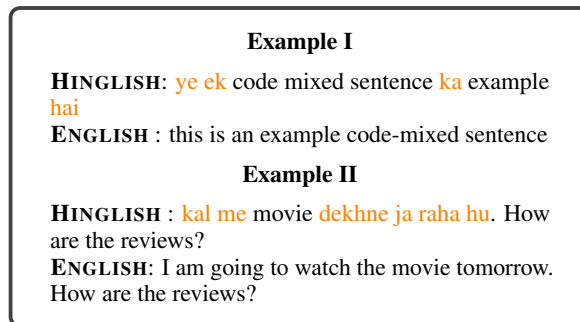 Example I
HINGLISH: ye ek code mixed sentence ka example
hai
ENGLISH : this is an example code-mixed sentence
Example II
HINGLISH : kal me movie dekhne ja raha hu. How
are the reviews?
ENGLISH: I am going to watch the movie tomorrow.
How are the reviews?